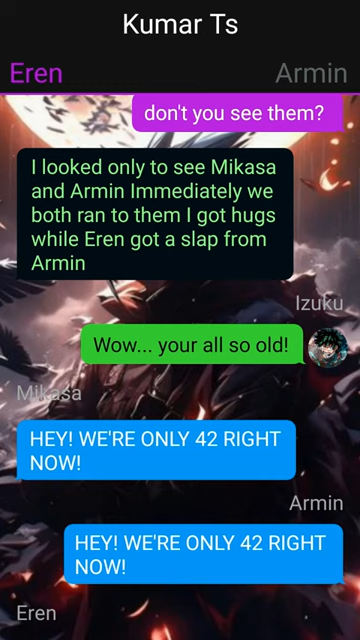 Kumar Ts
Eren
Armin
don't you see them?
I looked only to see Mikasa
and Armin Immediately we
both ran to them I got hugs
while Eren got a slap from
Armin
Izuku
Wow... your all so old!
Mikasa
HEY! WE'RE ONLY 42 RIGHT
NOW!
Armin
HEY! WE'RE ONLY 42 RIGHT
NOW!
Eren